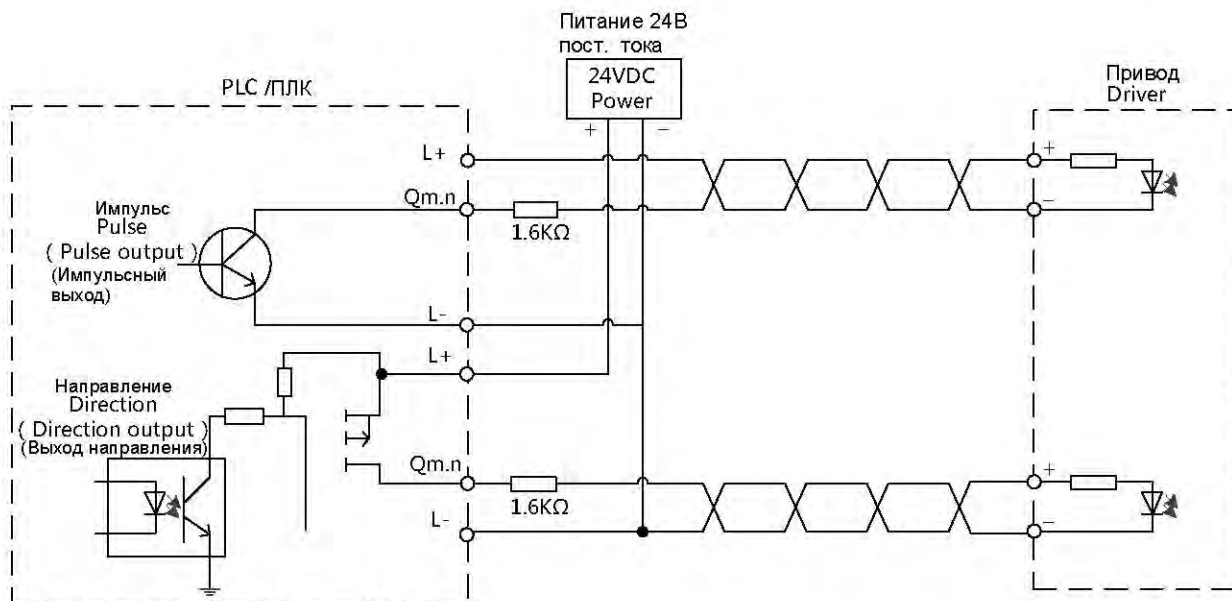 Питание 24В
пост. тока
24VDC
Power
+ −
PLC /ПЛК
Привод
Driver
L+
+
Qm.n
−
1.6KΩ
Импульс
Pulse
( Pulse output )
(Импульсный
выход)
L-
L+
Направление
Direction
( Direction output )
(Выход направления)
Qm.n
+
1.6KΩ
L-
−